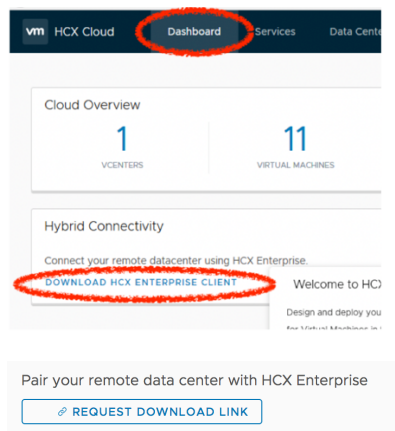 vm HCX Cloud Dashboard Services Data Cente
Cloud Overview
1 11
VCENTERS VIRTUAL MACHINES
Hybrid Connectivity
Connect your remote datacenter using HCX Enterprise.
DOWNLOAD HCX ENTERPRISE CLIENT
Welcome to HCX
Design and deploy you
for Virtual Machines in
Pair your remote data center with HCX Enterprise
REQUEST DOWNLOAD LINK